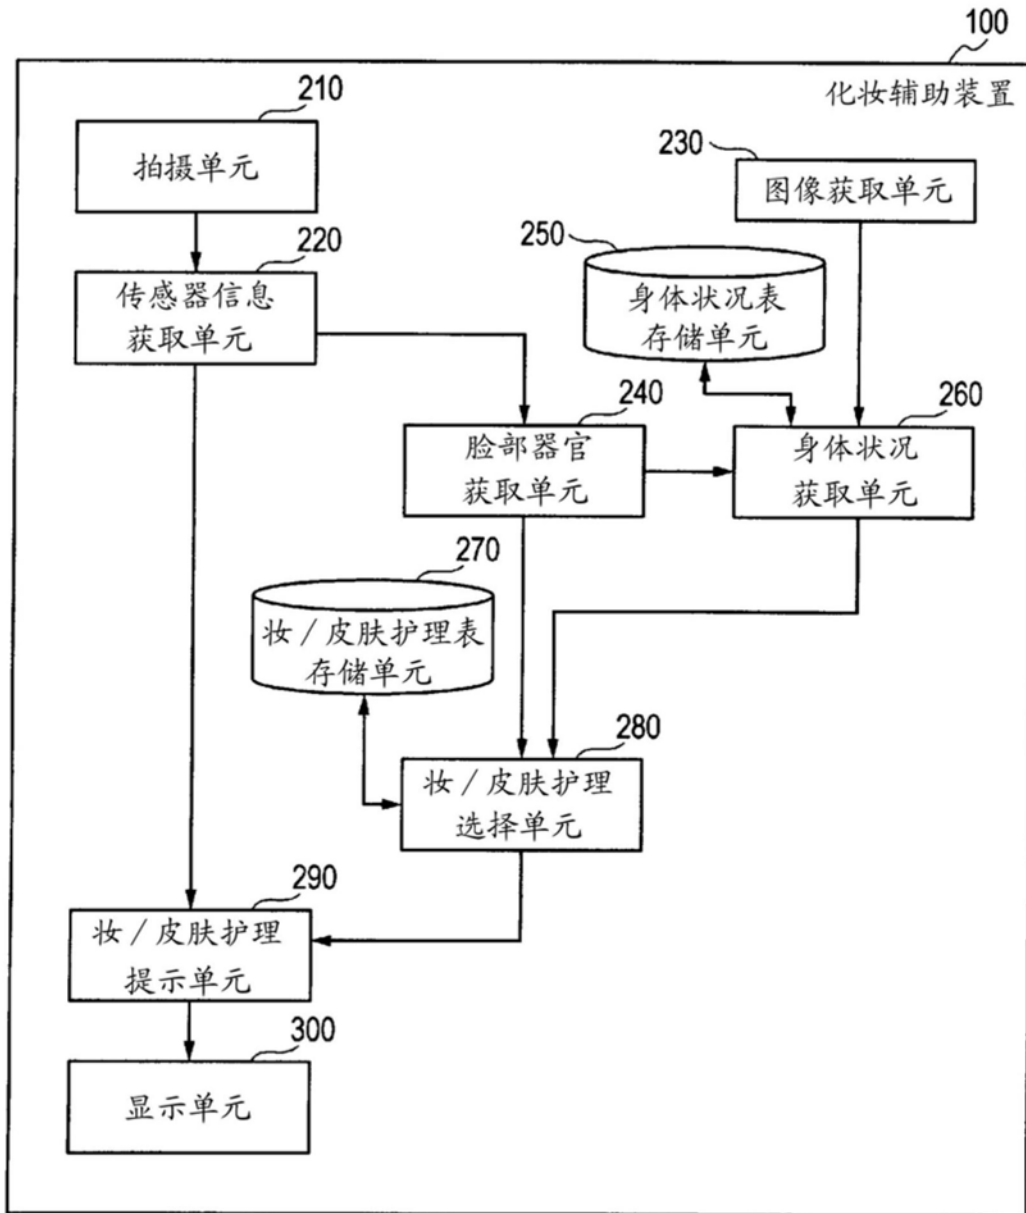 100
化妆辅助装置
210
拍摄单元
230
图像获取单元
220
传感器信息
获取单元
250
身体状况表
存储单元
240
脸部器官
获取单元
260
身体状况
获取单元
270
妆／皮肤护理表
存储单元
280
妆／皮肤护理
选择单元
290
妆／皮肤护理
提示单元
300
显示单元